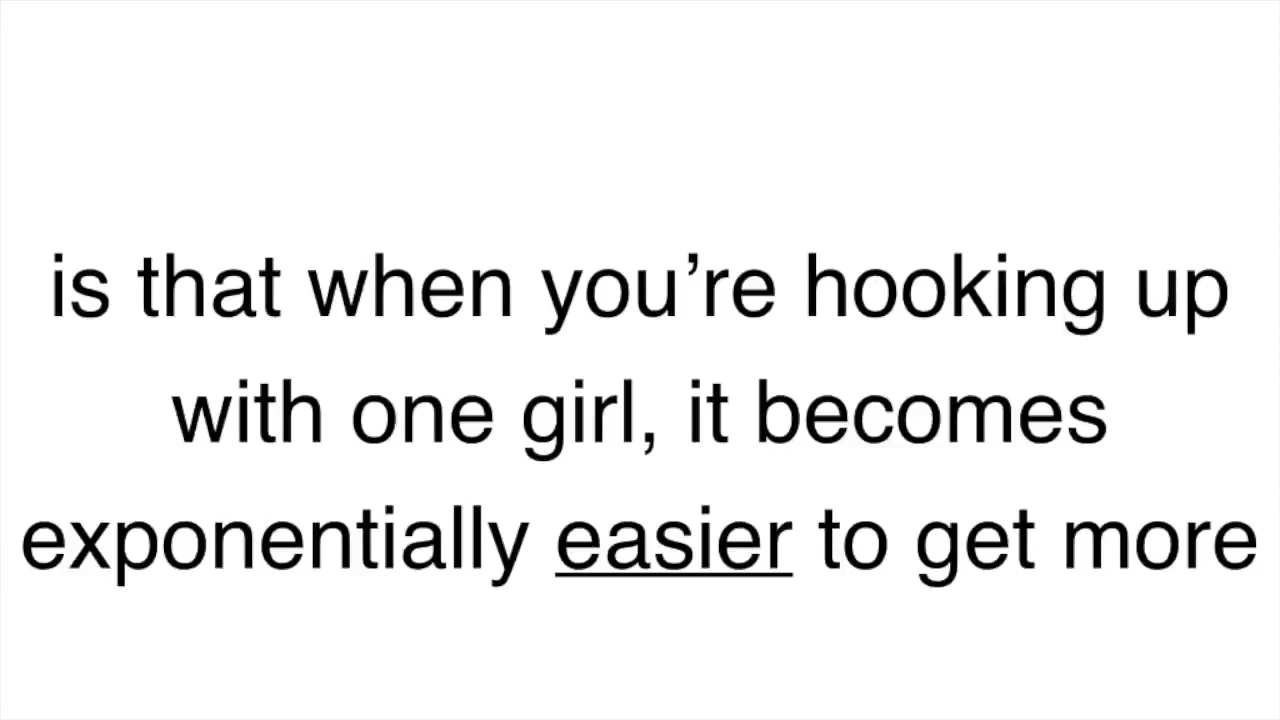 is that when you’re hooking up
with one girl, it becomes
exponentially easier to get more